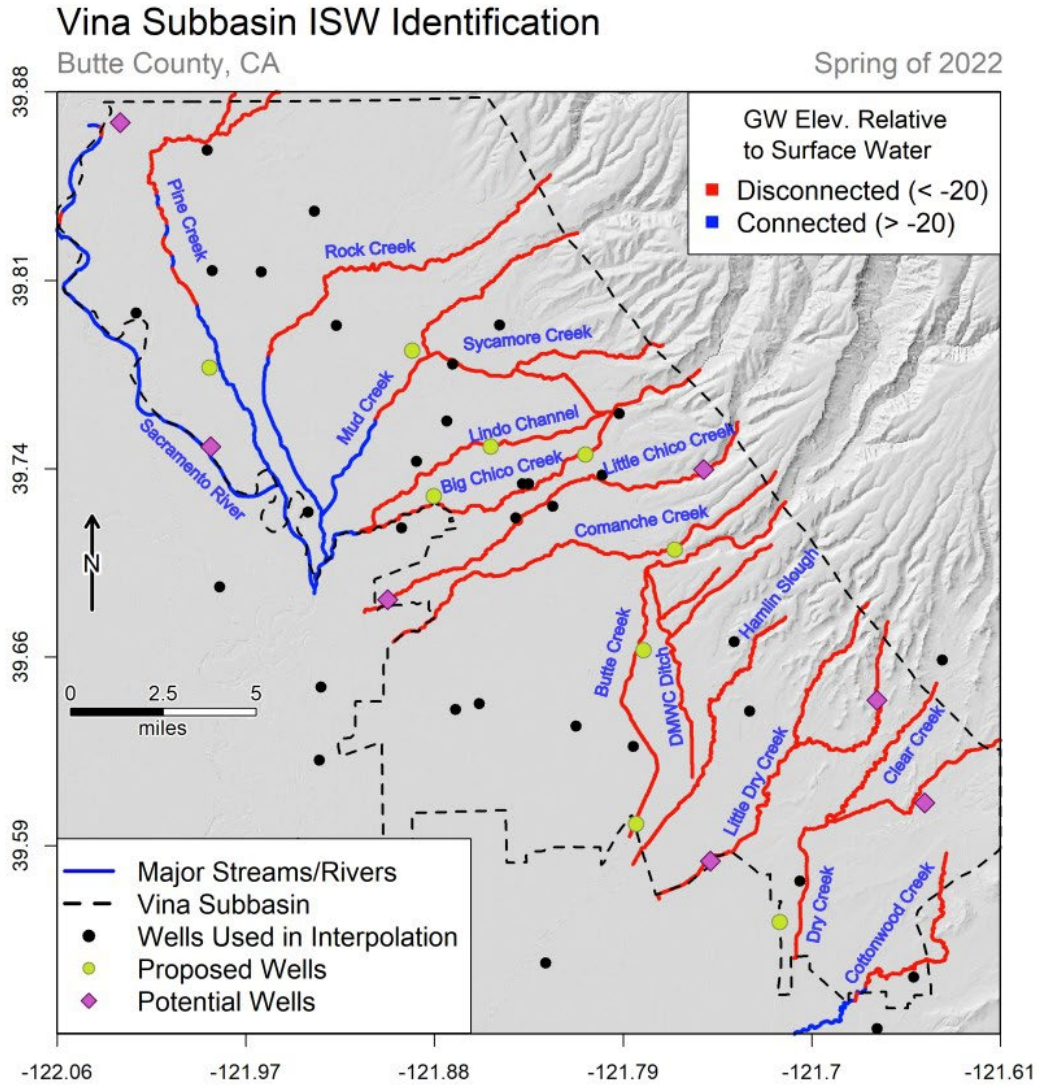 Vina Subbasin ISW Identification
Butte County, CA
Spring of 2022
GW Elev. Relative
to Surface Water
Disconnected (< -20)
Connected (> -20)
39.88
39.81
39.74
39.66
39.59
Pine Creek
Rock Creek
Sycamore Creek
Mud Creek
Lindo Channel
Big Chico Creek
Little Chico Creek
Sacramento River
Comanche Creek
Hamlin Slough
Butte Creek
DMWC Ditch
Little Dry Creek
Clear Creek
Dry Creek
Cottonwood Creek
N
0 2.5 5
miles
Major Streams/Rivers
Vina Subbasin
Wells Used in Interpolation
Proposed Wells
Potential Wells
-122.06 -121.97 -121.88 -121.79 -121.7 -121.61